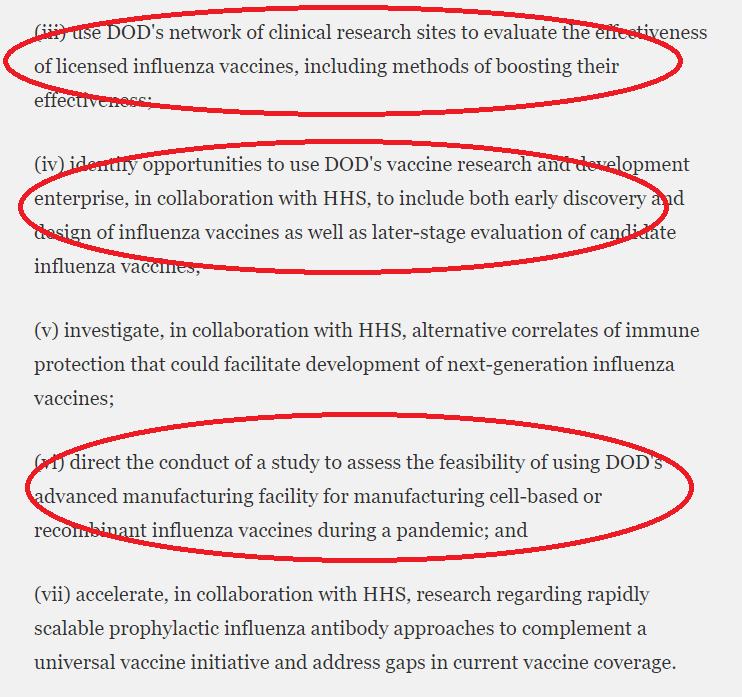 (iii) use DOD's network of clinical research sites to evaluate the effectiveness
of licensed influenza vaccines, including methods of boosting their
effectiveness;
(iv) identify opportunities to use DOD's vaccine research and development
enterprise, in collaboration with HHS, to include both early discovery and
design of influenza vaccines as well as later-stage evaluation of candidate
influenza vaccines;
(v) investigate, in collaboration with HHS, alternative correlates of immune
protection that could facilitate development of next-generation influenza
vaccines;
(vi) direct the conduct of a study to assess the feasibility of using DOD's
advanced manufacturing facility for manufacturing cell-based or
recombinant influenza vaccines during a pandemic; and
(vii) accelerate, in collaboration with HHS, research regarding rapidly
scalable prophylactic influenza antibody approaches to complement a
universal vaccine initiative and address gaps in current vaccine coverage.